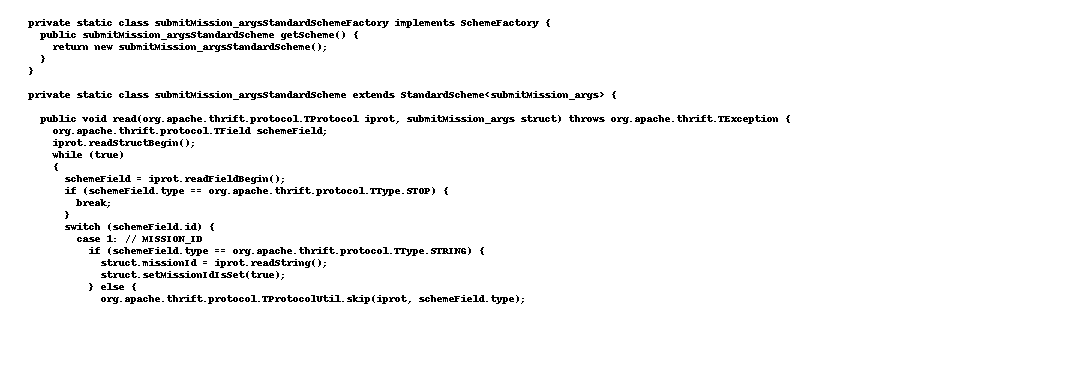 private static class submitMission_argsStandardSchemeFactory implements SchemeFactory {
public submitMission_argsStandardScheme getScheme() {
return new submitMission_argsStandardScheme();
}
}
private static class submitMission_argsStandardScheme extends StandardScheme<submitMission_args> {
public void read(org.apache.thrift.protocol.TProtocol iprot, submitMission_args struct) throws org.apache.thrift.TException {
org.apache.thrift.protocol.TField schemeField;
iprot.readStructBegin();
while (true)
{
schemeField = iprot.readFieldBegin();
if (schemeField.type == org.apache.thrift.protocol.TType.STOP) {
break;
}
switch (schemeField.id) {
case 1: // MISSION_ID
if (schemeField.type == org.apache.thrift.protocol.TType.STRING) {
struct.missionId = iprot.readString();
struct.setMissionIdIsSet(true);
} else {
org.apache.thrift.protocol.TProtocolUtil.skip(iprot, schemeField.type);